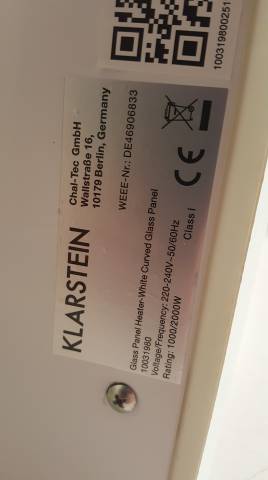 KLARSTEIN
Chal-Tec GmbH
Wallstraße 16,
10179 Berlin, Germany
WEEE-Nr.: DE46906833
Glass Panel Heater-White Curved Glass Panel
10031980
Voltage/Frequency: 220-240V~50/60Hz
Rating: 1000/2000W
Class I
CE
100319800251